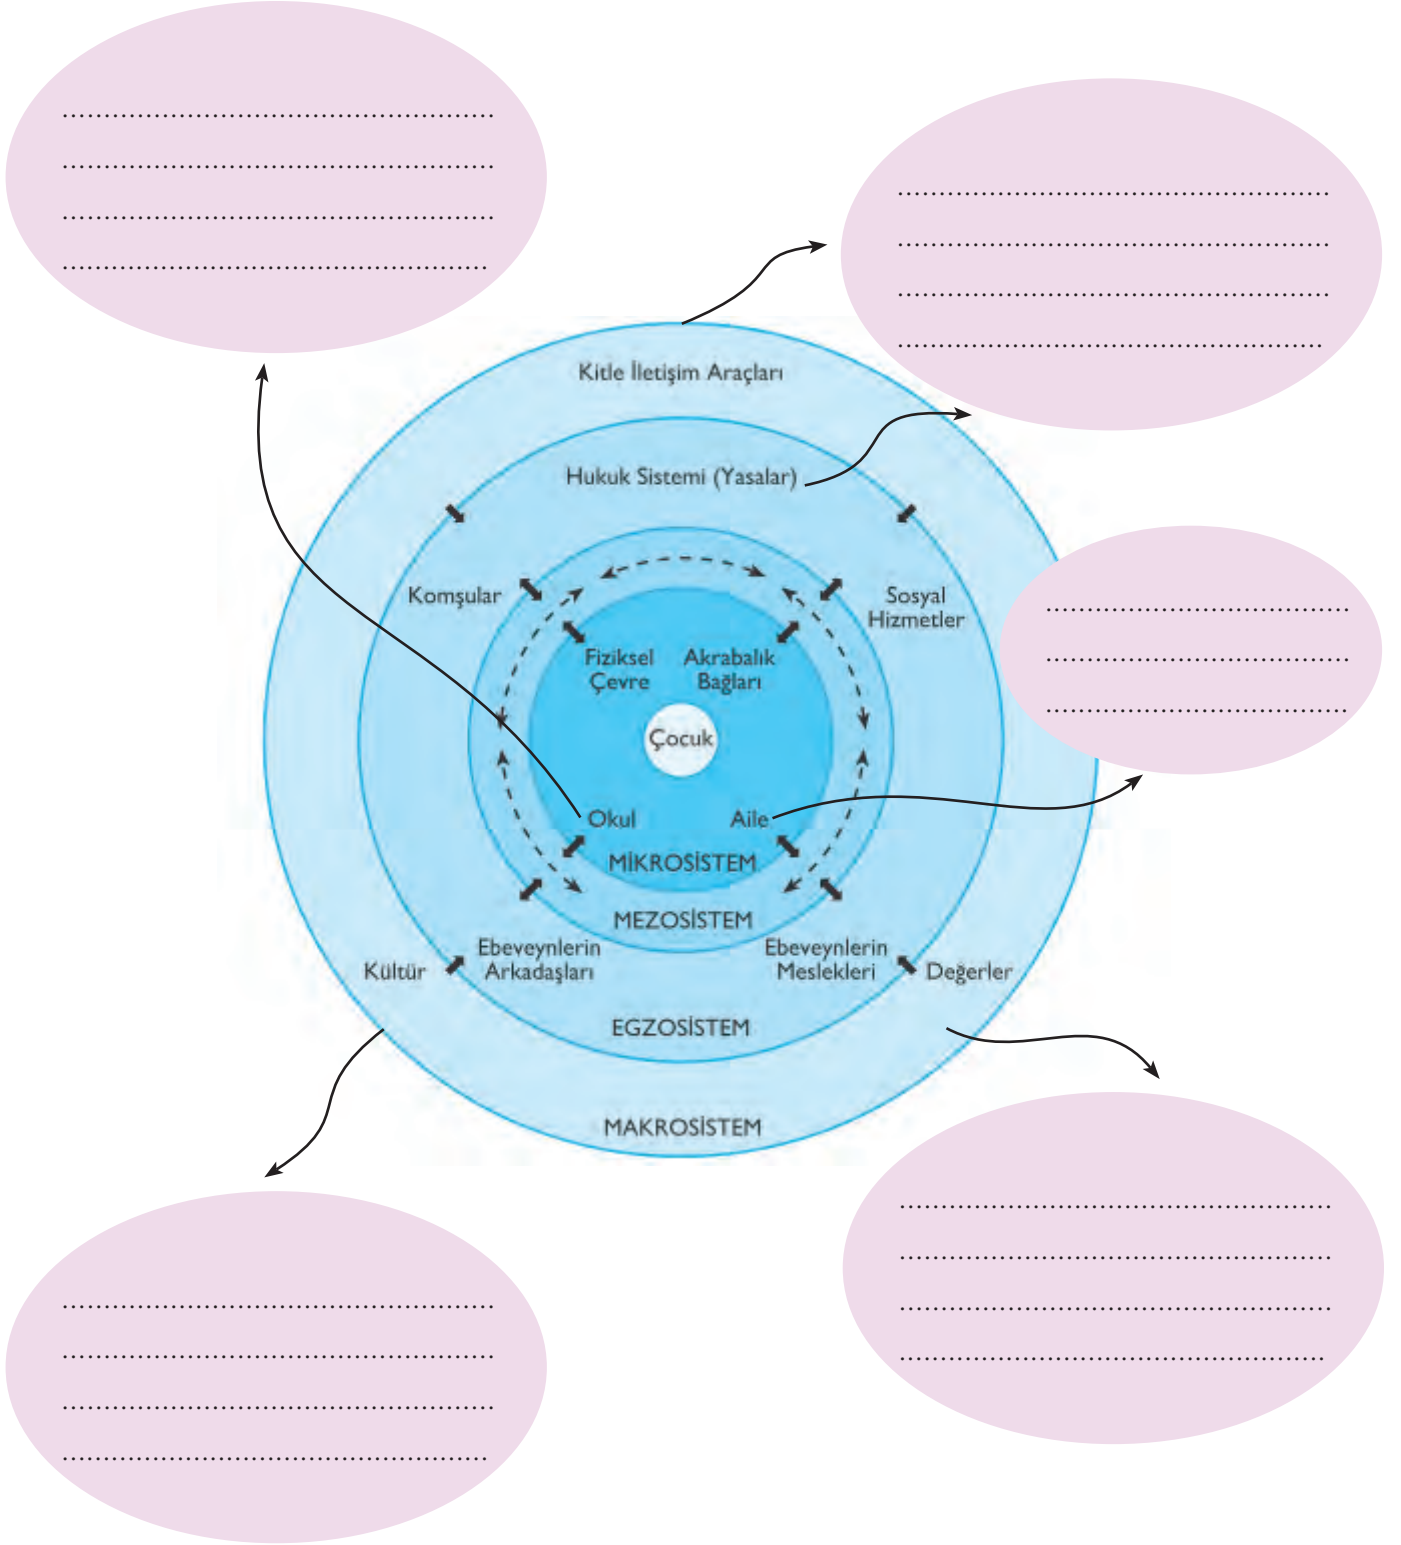 Kitle İletişim Araçları
Hukuk Sistemi (Yasalar)
Komşular
Sosyal
Hizmetler
Fiziksel
Çevre
Akrabalık
Bağları
Çocuk
Okul
Aile
MİKROSİSTEM
MEZOSİSTEM
Ebeveynlerin
Arkadaşları
Ebeveynlerin
Meslekleri
Kültür
Değerler
EGZOSİSTEM
MAKROSİSTEM